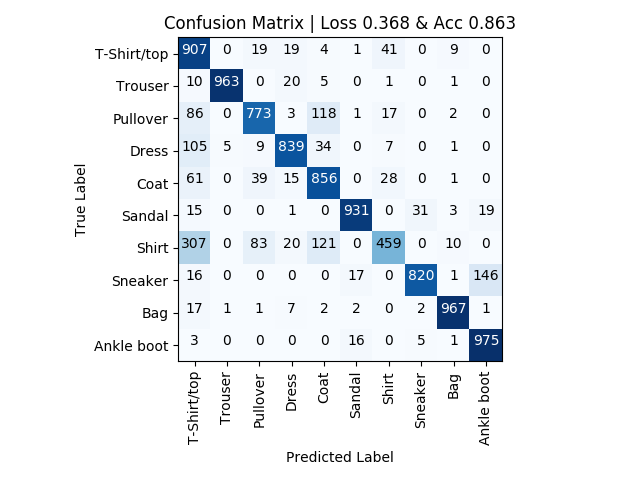 Confusion Matrix | Loss 0.368 & Acc 0.863
True Label
T-Shirt/top 907 0 19 19 4 1 41 0 9 0
Trouser 10 963 0 20 5 0 1 0 1 0
Pullover 86 0 773 3 118 1 17 0 2 0
Dress 105 5 9 839 34 0 7 0 1 0
Coat 61 0 39 15 856 0 28 0 1 0
Sandal 15 0 0 1 0 931 0 31 3 19
Shirt 307 0 83 20 121 0 459 0 10 0
Sneaker 16 0 0 0 0 17 0 820 1 146
Bag 17 1 1 7 2 2 0 2 967 1
Ankle boot 3 0 0 0 0 16 0 5 1 975
T-Shirt/top Trouser Pullover Dress Coat Sandal Shirt Sneaker Bag Ankle boot
Predicted Label